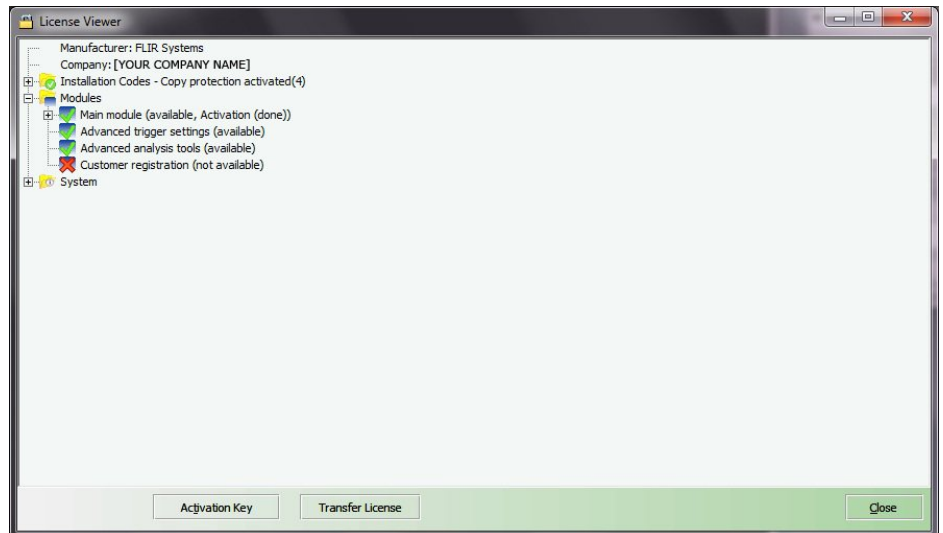 License Viewer
Manufacturer: FLIR Systems
Company: [YOUR COMPANY NAME]
Installation Codes - Copy protection activated(4)
Modules
Main module (available, Activation (done))
Advanced trigger settings (available)
Advanced analysis tools (available)
Customer registration (not available)
System
Activation Key
Transfer License
Close